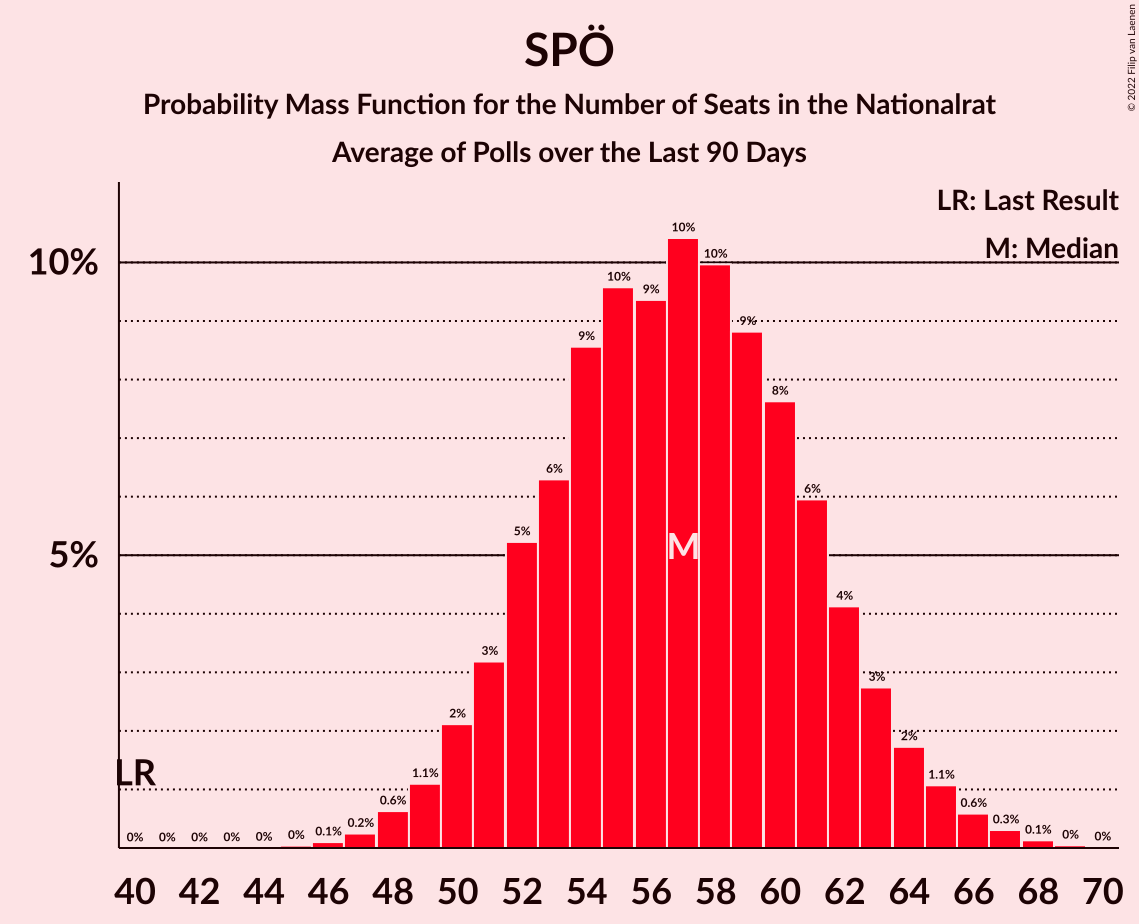 SPÖ
Probability Mass Function for the Number of Seats in the Nationalrat
Average of Polls over the Last 90 Days
© 2022 Filip van Laenen
LR: Last Result
M: Median
10%
5%
LR
M
0% 0% 0% 0% 0% 0% 0.1% 0.2% 0.6% 1.1% 2% 3% 5% 6% 9% 10% 9% 10% 10% 9% 8% 6% 4% 3% 2% 1.1% 0.6% 0.3% 0.1% 0% 0%
40 42 44 46 48 50 52 54 56 58 60 62 64 66 68 70